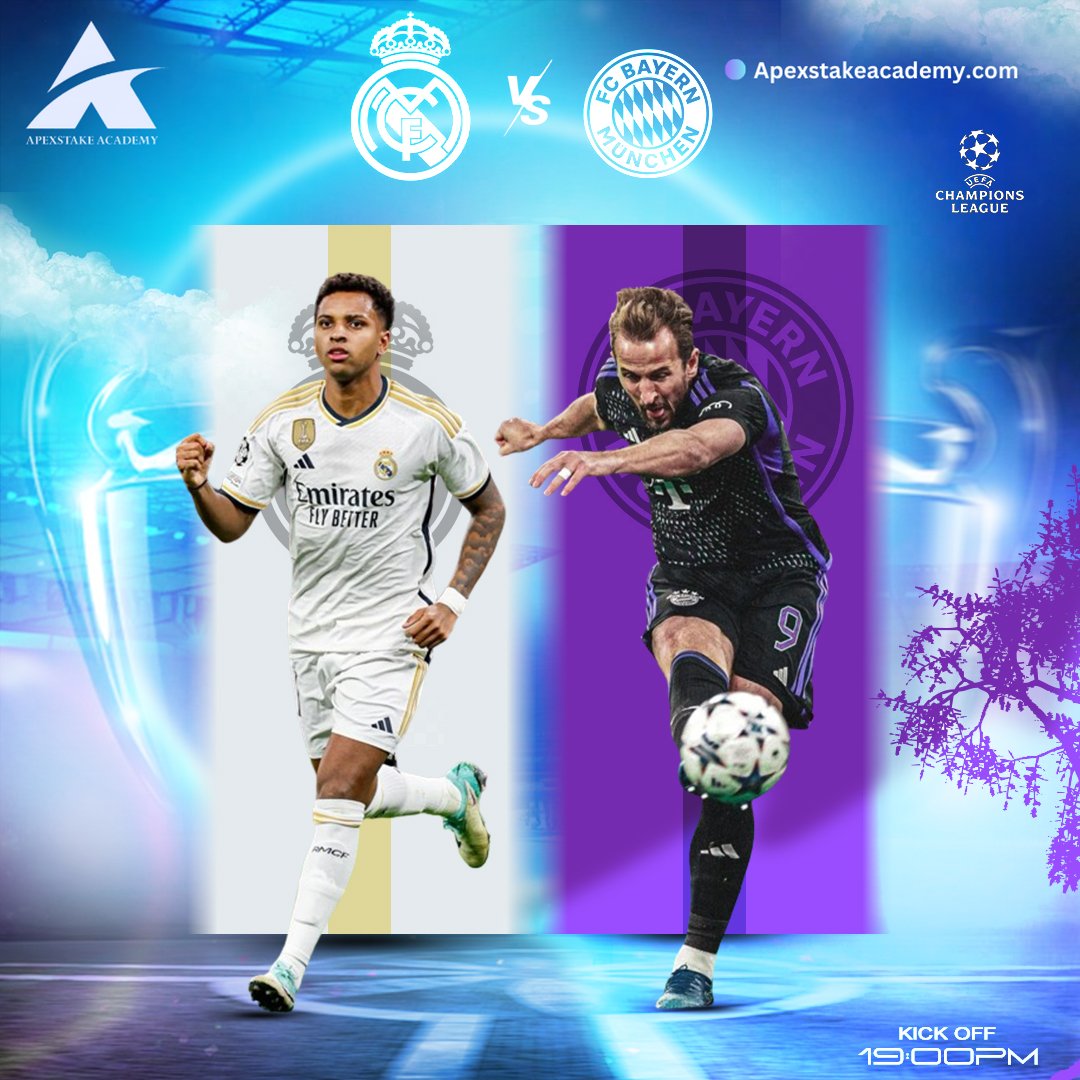 APEXSTAKE ACADEMY
VS
FC BAYERN
MÜNCHEN
Apexstakeacademy.com
UEFA
CHAMPIONS
LEAGUE
AYERN
N
Emirates
FLY BETTER
T
9
RMCF
KICK OFF
19:00PM